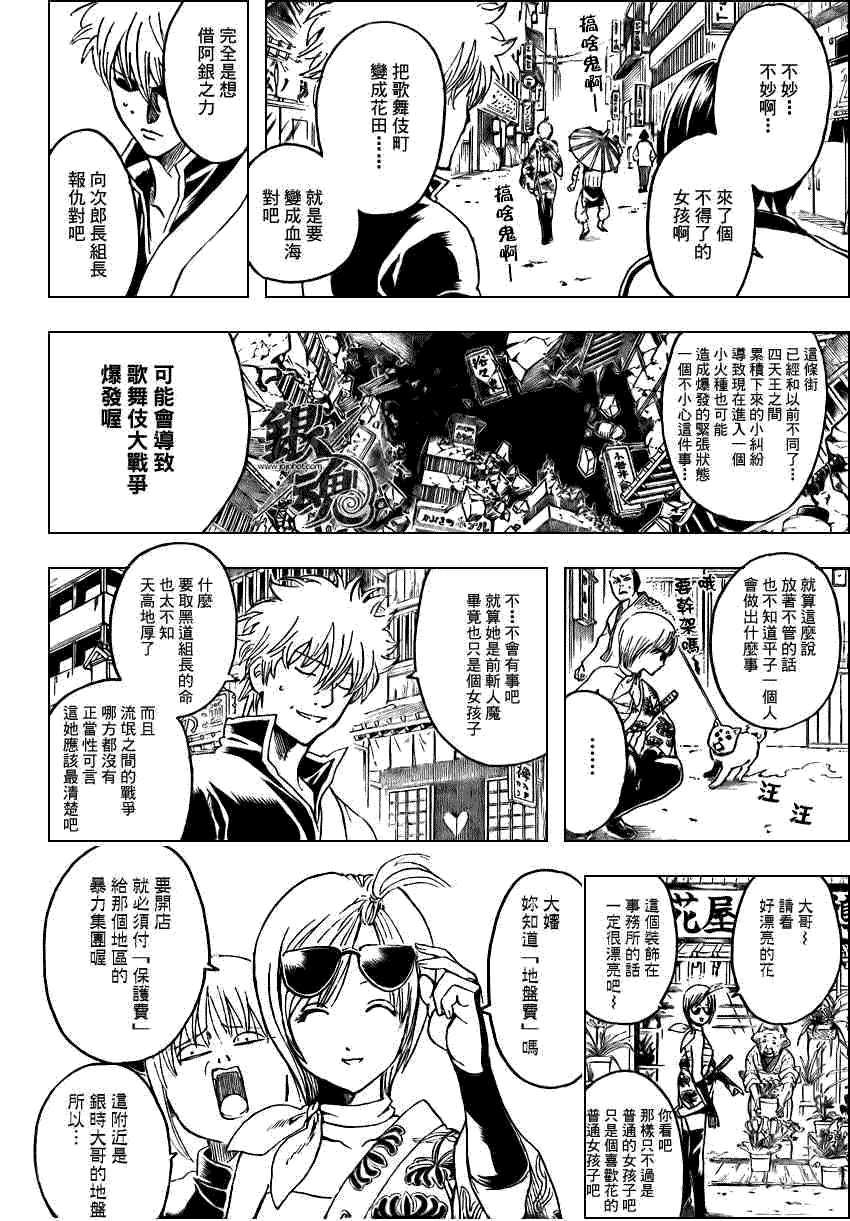 不妙…
不妙啊…
來了個
不得了的
女孩啊
搞啥鬼啊～
搞啥鬼啊～
把歌舞伎町
變成花田……
就是要
變成血海
對吧
完全是想
借阿銀之力
向次郎長組長
報仇對吧
這條街
已經和以前不同了…
四天王之間
累積下來的小糾紛
導致現在進入一個
小火種也可能
造成爆發的緊張狀態
一個不小心這件事…
銀魂
www.jojohot.com
可能會導致
歌舞伎大戰爭
爆發喔
就算這麼說
放著不管的話
也不知道平子一個人
會做出什麼事
哦
要幹架嗎～
……
汪
汪
不…不會有事吧
就算她是前斬人魔
畢竟也只是個女孩子
什麼
要取黑道組長的命
也太不知
天高地厚了
而且
流氓之間的戰爭
哪方都沒有
正當性可言
這她應該最清楚吧
花屋
大哥～
請看
好漂亮的花
這個裝飾在
事務所的話
一定很漂亮吧～
你看吧
那樣只不過是
普通的女孩子吧
只是個喜歡花的
普通女孩子吧
大嬸
妳知道「地盤費」嗎
要開店
就必須付「保護費」
給那個地區的
暴力集團喔
這附近是
銀時大哥的地盤
所以…